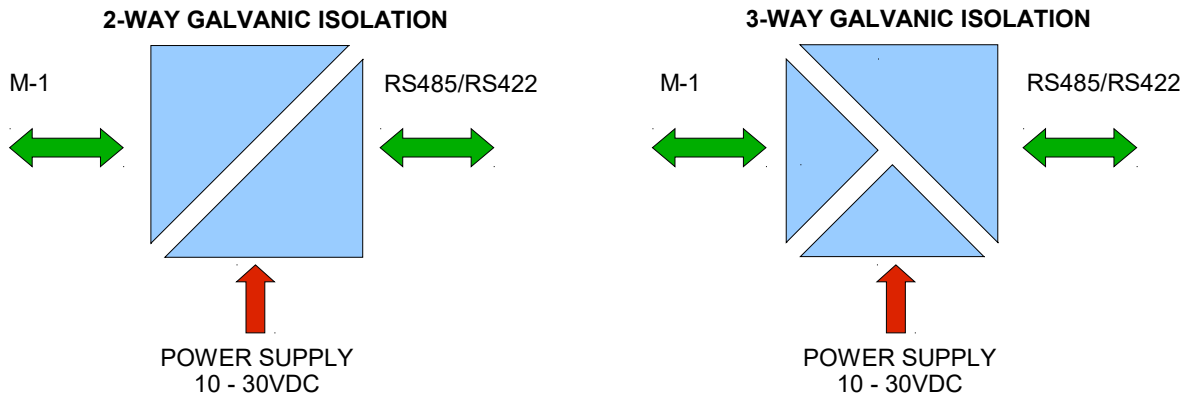 2-WAY GALVANIC ISOLATION
M-1
RS485/RS422
POWER SUPPLY
10 - 30VDC
3-WAY GALVANIC ISOLATION
M-1
RS485/RS422
POWER SUPPLY
10 - 30VDC